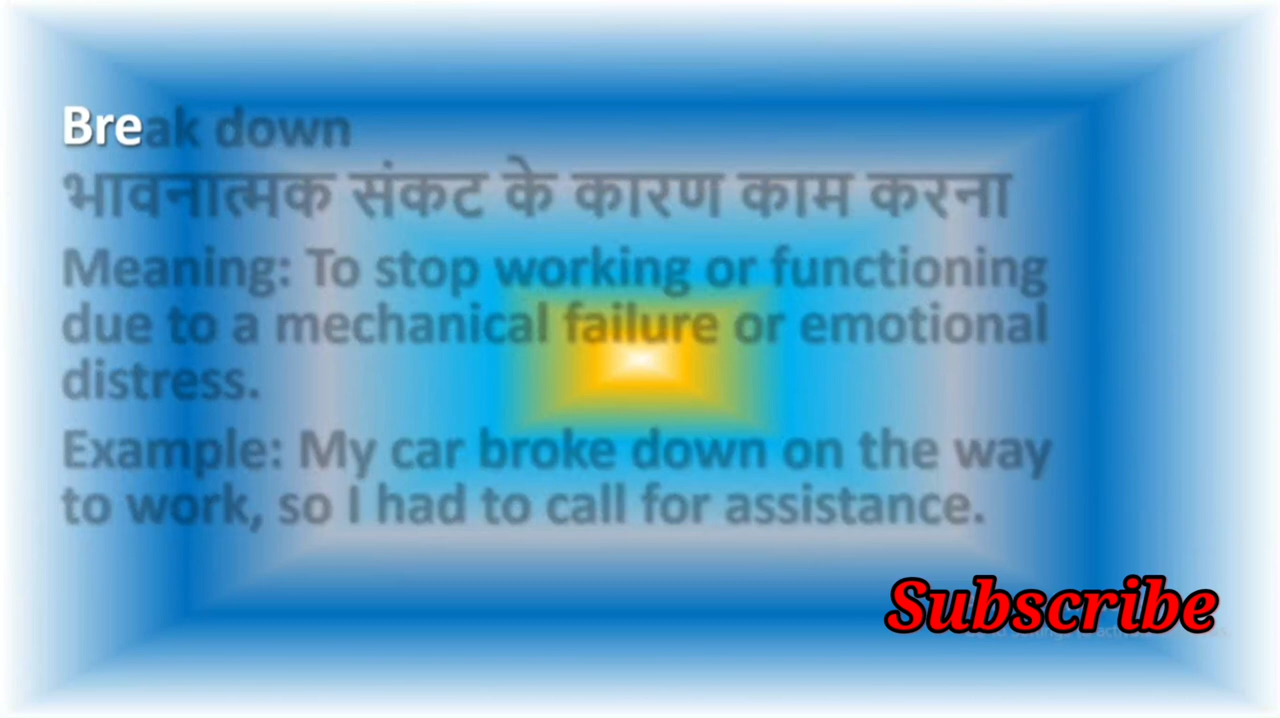 Break down
भावनात्मक संकट के कारण काम करना
Meaning: To stop working or functioning
due to a mechanical failure or emotional
distress.
Example: My car broke down on the way
to work, so I had to call for assistance.
Subscribe